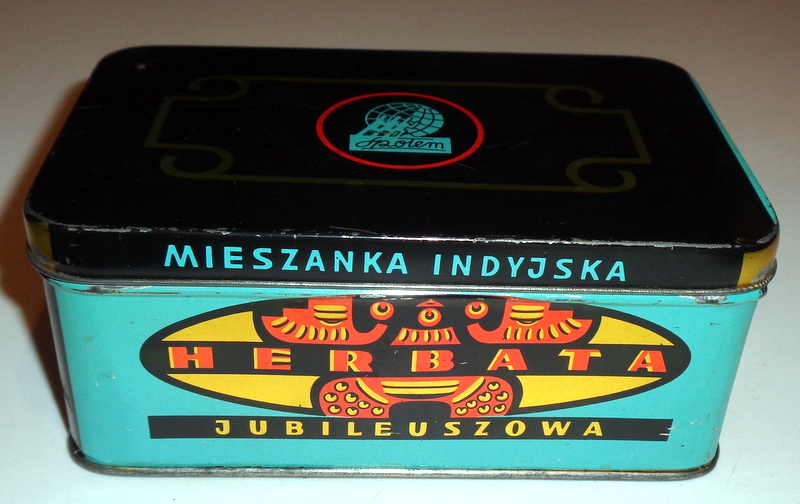 Społem
MIESZANKA INDYJSKA
HERBATA
JUBILEUSZOWA